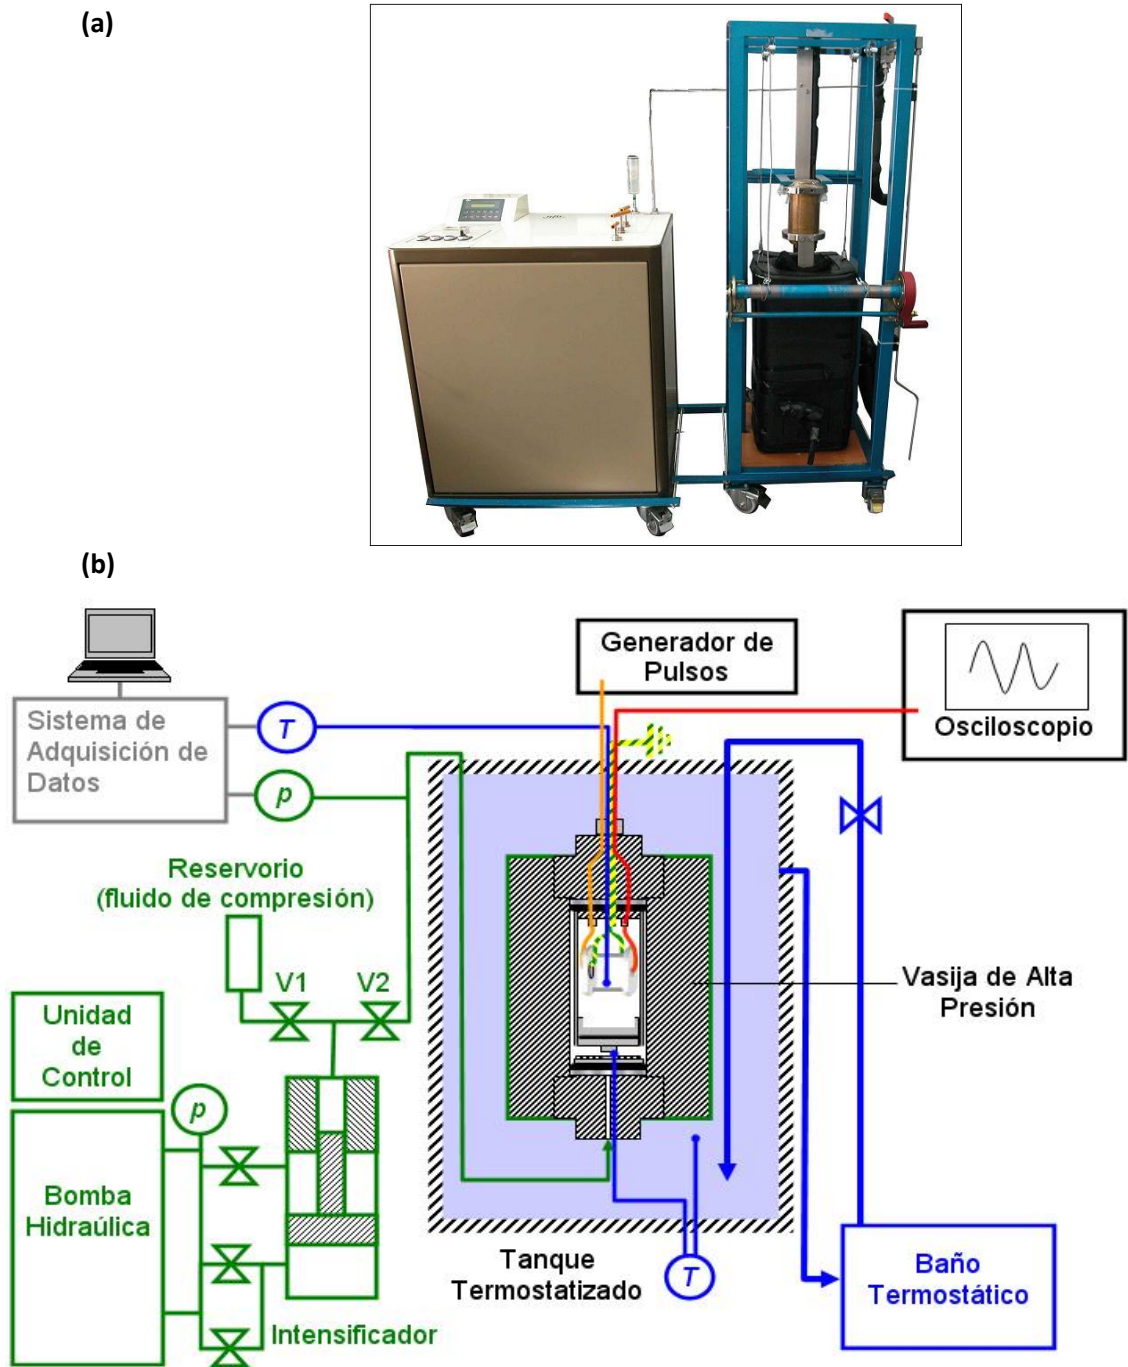 (a)
(b)
Generador de
Pulsos
Osciloscopio
Sistema de
Adquisición de
Datos
T
p
Reservorio
(fluido de compresión)
V1
V2
Vasija de Alta
Presión
Unidad
de
Control
p
Bomba
Hidraúlica
Intensificador
Tanque
Termostatizado
T
Baño
Termostático